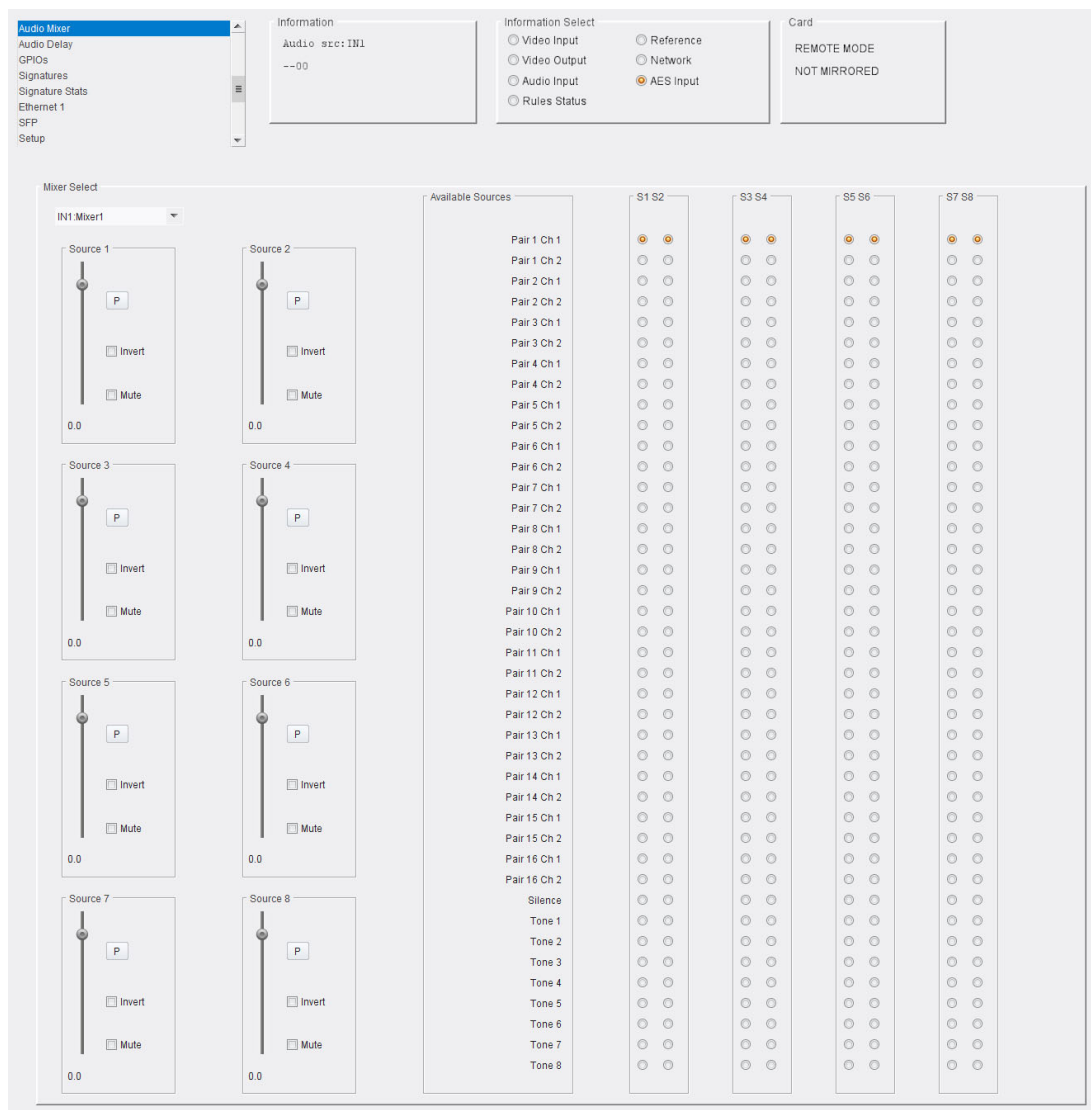 Audio Mixer
Audio Delay
GPIOs
Signatures
Signature Stats
Ethernet 1
SFP
Setup
Information
Audio src:IN1
--00
Information Select
Video Input
Reference
Video Output
Network
Audio Input
AES Input
Rules Status
Card
REMOTE MODE
NOT MIRRORED
Mixer Select
IN1:Mixer1
Source 1
P
Invert
Mute
0.0
Source 2
P
Invert
Mute
0.0
Source 3
P
Invert
Mute
0.0
Source 4
P
Invert
Mute
0.0
Source 5
P
Invert
Mute
0.0
Source 6
P
Invert
Mute
0.0
Source 7
P
Invert
Mute
0.0
Source 8
P
Invert
Mute
0.0
Available Sources
S1 S2
S3 S4
S5 S6
S7 S8
Pair 1 Ch 1
Pair 1 Ch 2
Pair 2 Ch 1
Pair 2 Ch 2
Pair 3 Ch 1
Pair 3 Ch 2
Pair 4 Ch 1
Pair 4 Ch 2
Pair 5 Ch 1
Pair 5 Ch 2
Pair 6 Ch 1
Pair 6 Ch 2
Pair 7 Ch 1
Pair 7 Ch 2
Pair 8 Ch 1
Pair 8 Ch 2
Pair 9 Ch 1
Pair 9 Ch 2
Pair 10 Ch 1
Pair 10 Ch 2
Pair 11 Ch 1
Pair 11 Ch 2
Pair 12 Ch 1
Pair 12 Ch 2
Pair 13 Ch 1
Pair 13 Ch 2
Pair 14 Ch 1
Pair 14 Ch 2
Pair 15 Ch 1
Pair 15 Ch 2
Pair 16 Ch 1
Pair 16 Ch 2
Silence
Tone 1
Tone 2
Tone 3
Tone 4
Tone 5
Tone 6
Tone 7
Tone 8